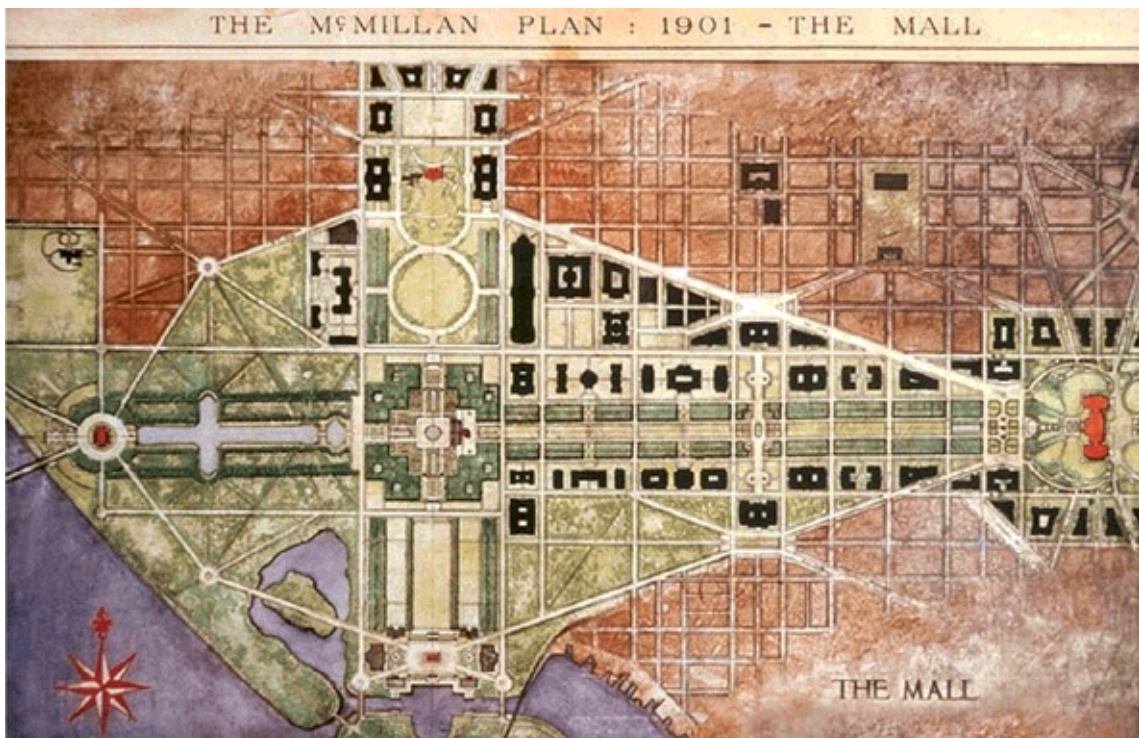 THE MᶜMILLAN PLAN : 1901 - THE MALL
THE MALL